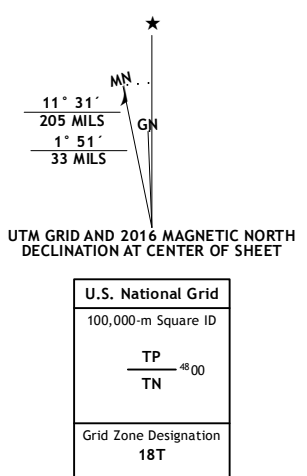 ★
MN
GN
11° 31´
205 MILS
1° 51´
33 MILS
UTM GRID AND 2016 MAGNETIC NORTH
DECLINATION AT CENTER OF SHEET
U.S. National Grid
100,000-m Square ID
TP
4800
TN
Grid Zone Designation
18T